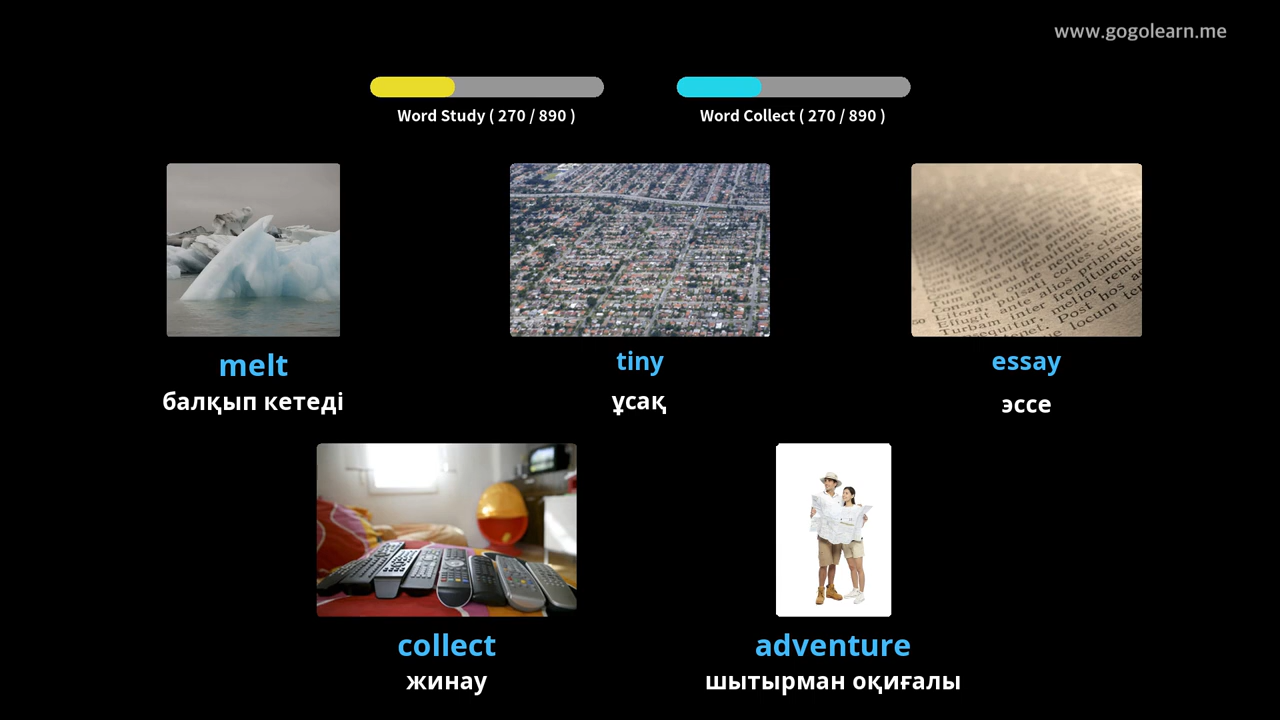 www.gogolearn.me
Word Study ( 270 / 890 )
Word Collect ( 270 / 890 )
melt
балқып кетеді
tiny
ұсақ
essay
эссе
collect
жинау
adventure
шытырман оқиғалы